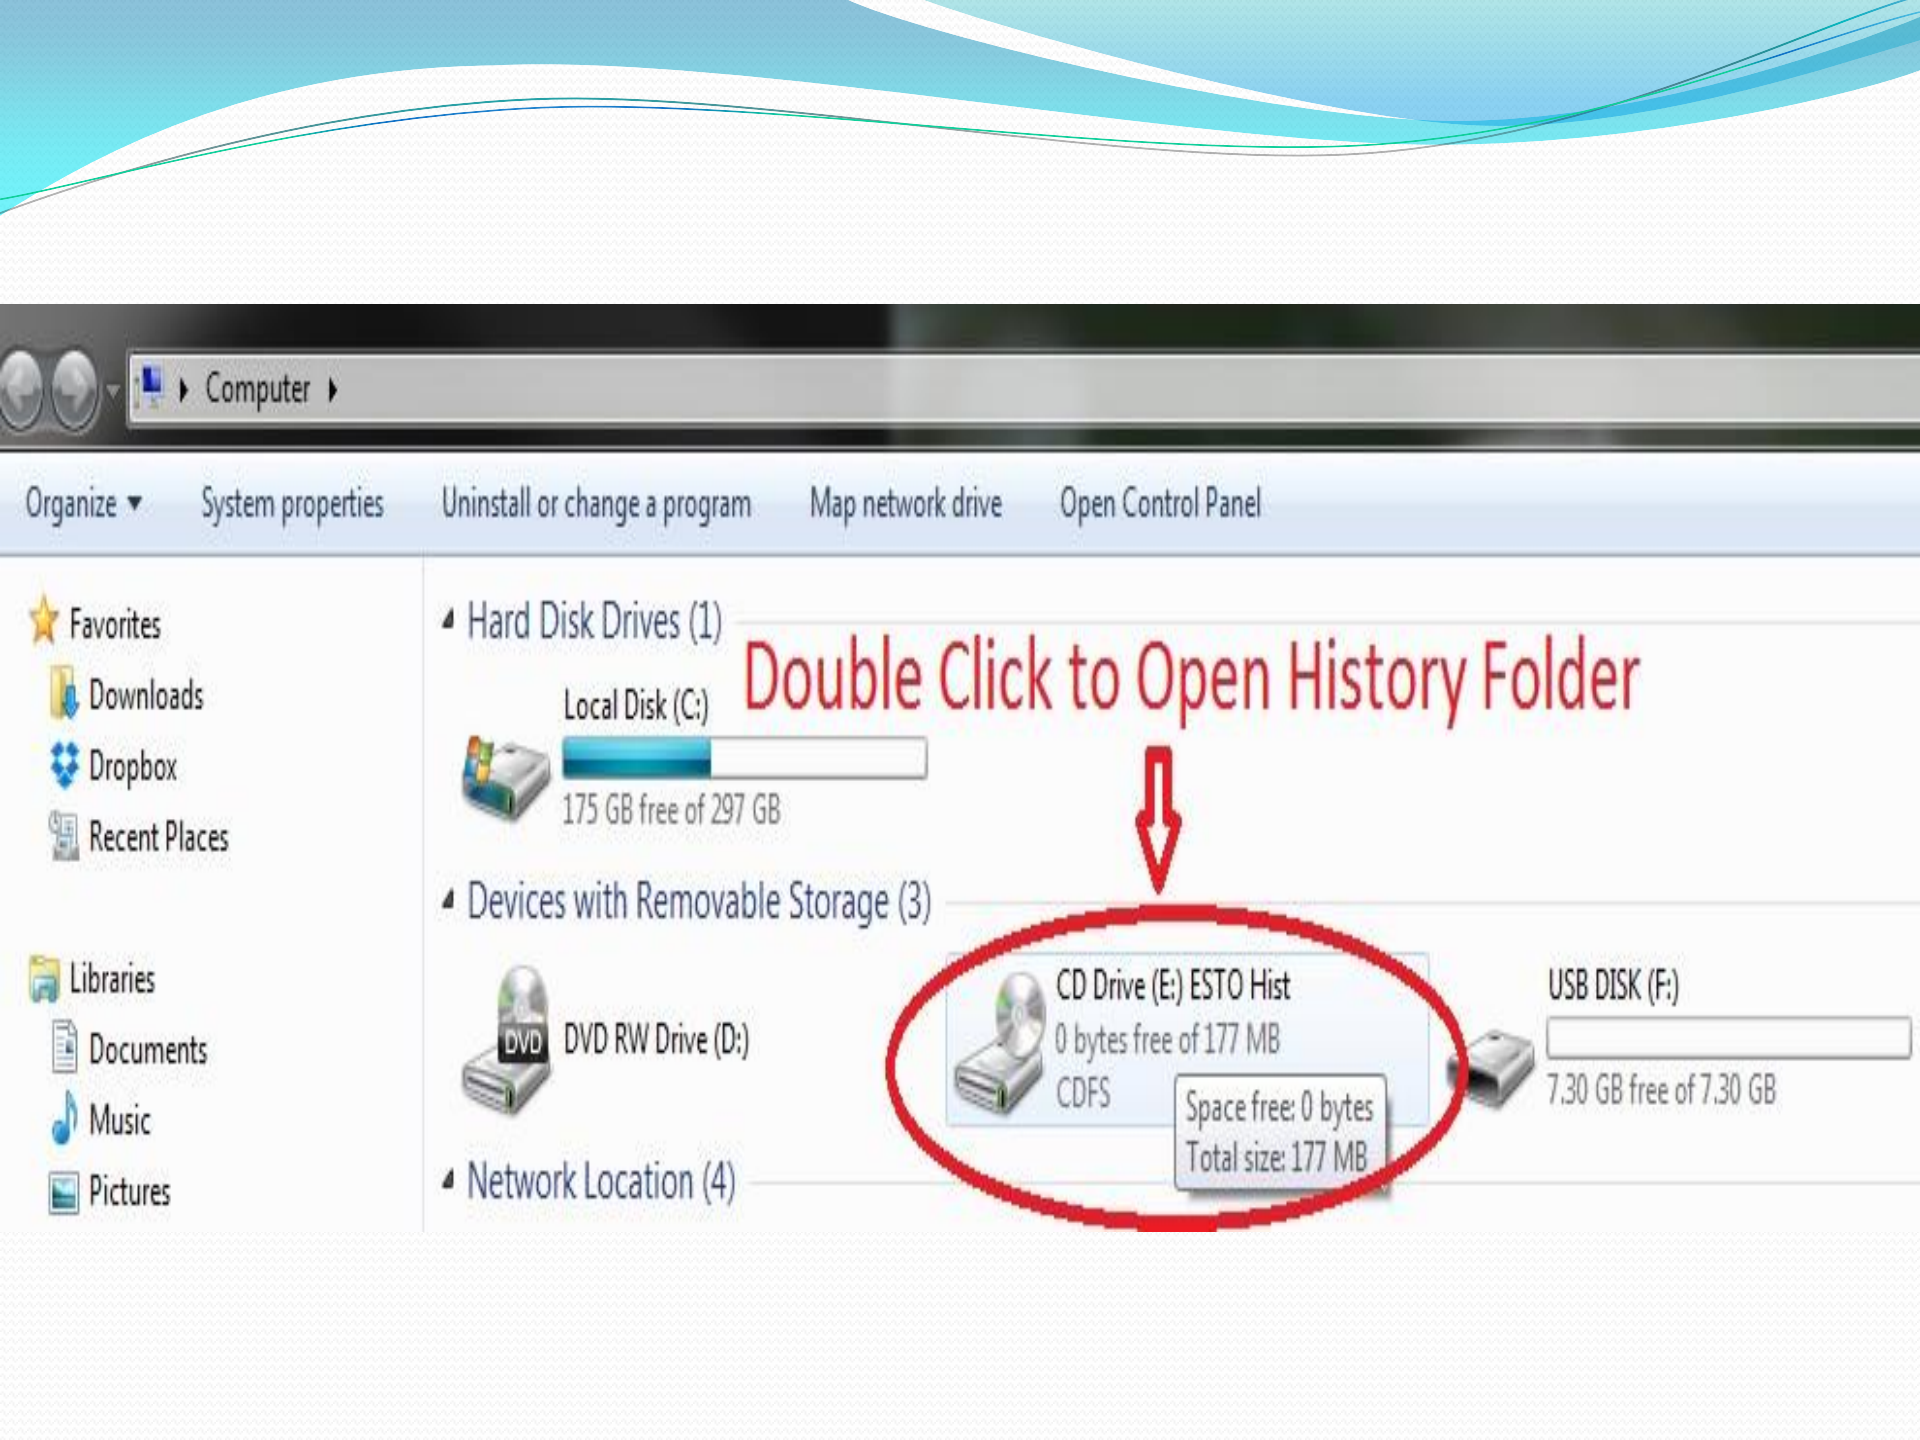 Computer
Organize System properties Uninstall or change a program Map network drive Open Control Panel
Favorites
Downloads
Dropbox
Recent Places
Libraries
Documents
Music
Pictures
Hard Disk Drives (1)
Double Click to Open History Folder
Local Disk (C:)
175 GB free of 297 GB
Devices with Removable Storage (3)
DVD
DVD RW Drive (D:)
CD Drive (E:) ESTO Hist
0 bytes free of 177 MB
CDFS
Space free: 0 bytes
Total size: 177 MB
USB DISK (F:)
7.30 GB free of 7.30 GB
Network Location (4)